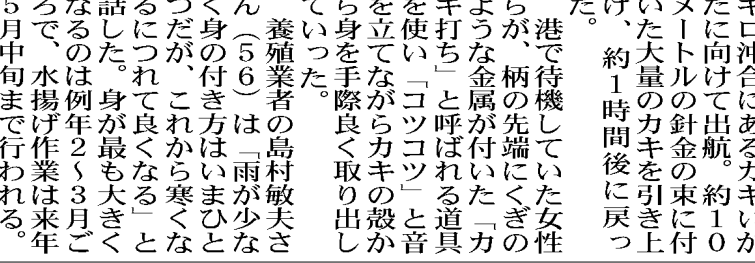 キロ沖合にあるカキいか
だに向けて出航。約１０
メートルの針金の束に付
いた大量のカキを引き上
げ、約１時間後に戻っ
た。
港で待機していた女性
らが、柄の先端にくぎの
ような金属が付いた「カ
キ打ち」と呼ばれる道具
を使い「コツコツ」と音
を立てながらカキの殻か
ら身を手際良く取り出し
ていった。
養殖業者の島村敏夫さ
ん（５６）は「雨が少な
く身の付き方はいまひと
つだが、これから寒くな
るにつれて良くなる」と
話した。身が最も大きく
なるのは例年２〜３月ご
ろで、水揚げ作業は来年
５月中旬まで行われる。